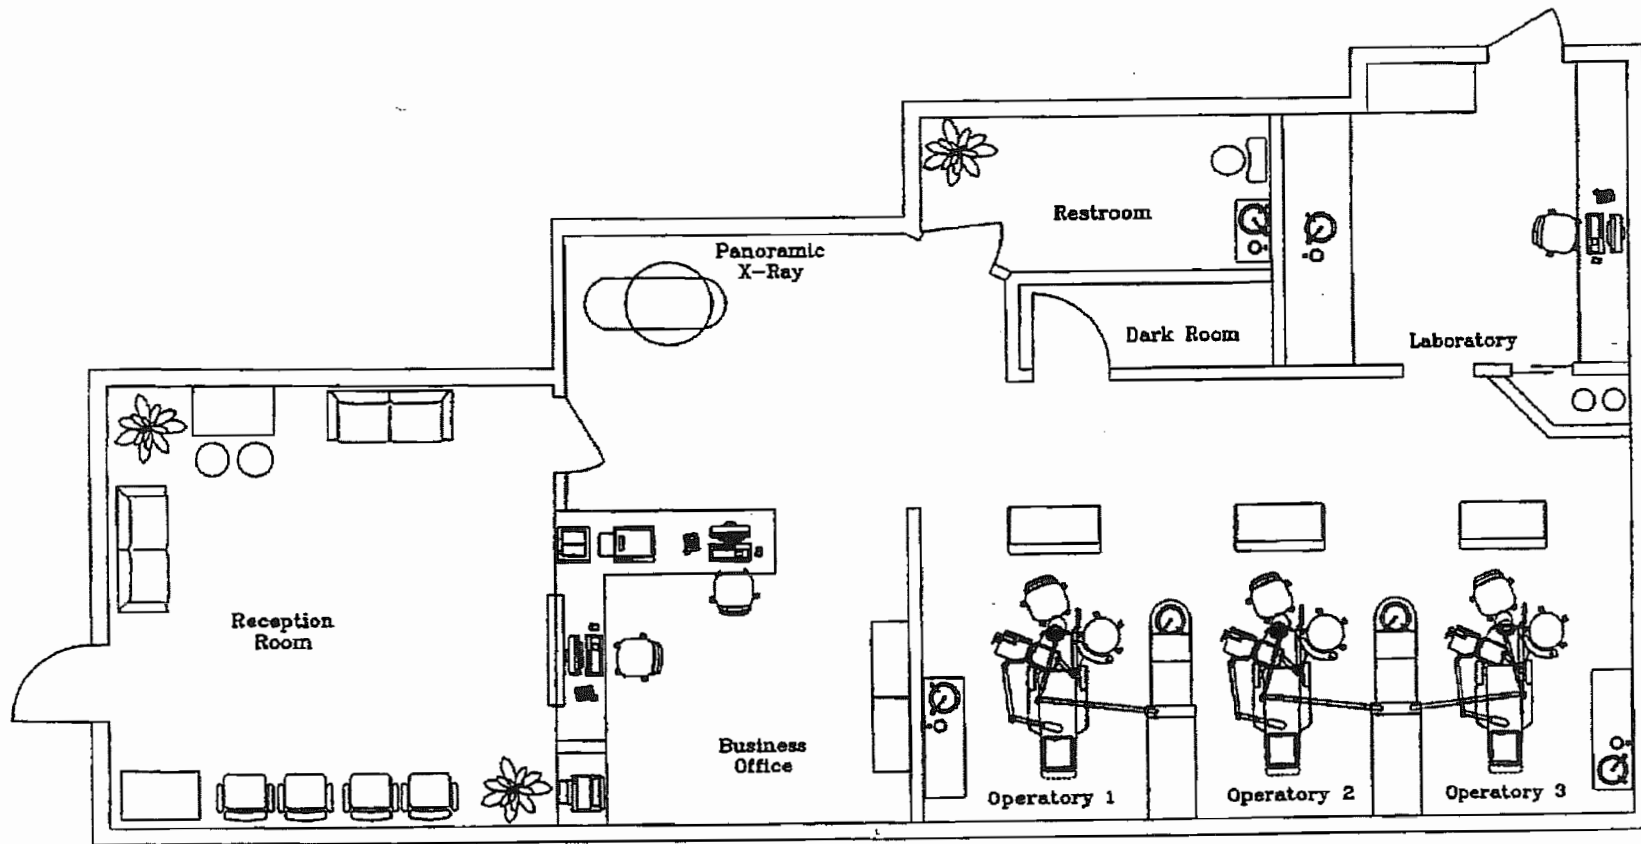 Restroom
Panoramic
X-Ray
Dark Room
Laboratory
Reception
Room
Business
Office
Operatory 1
Operatory 2
Operatory 3